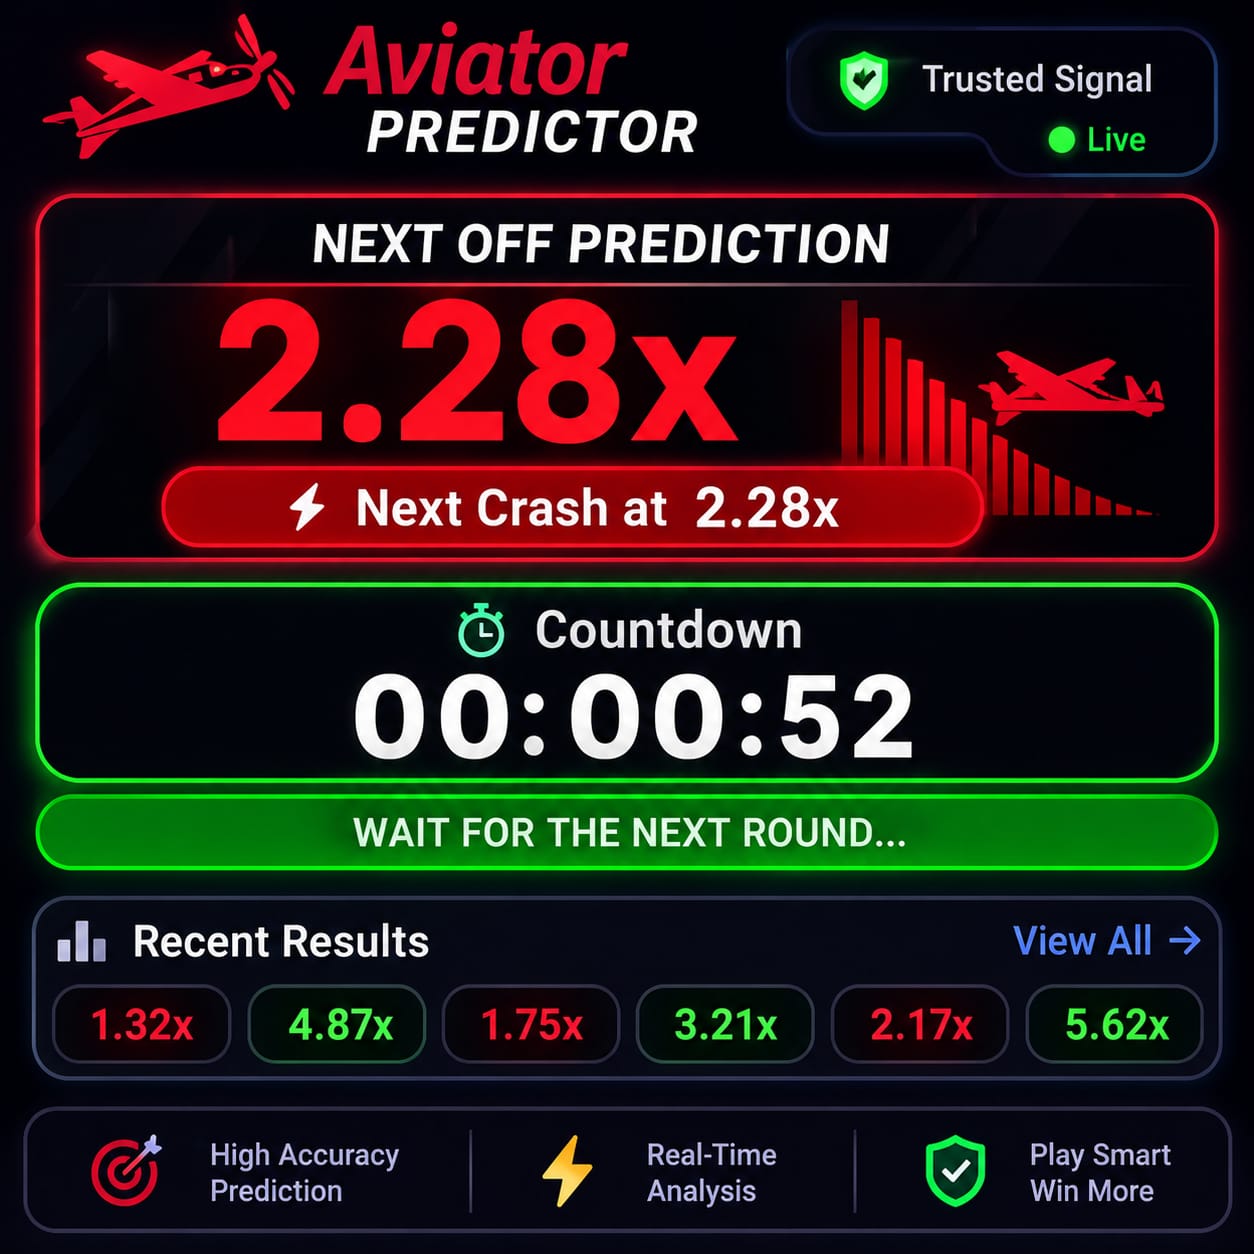 Aviator
PREDICTOR
Trusted Signal
Live
NEXT OFF PREDICTION
2.28x
Next Crash at 2.28x
Countdown
00:00:52
WAIT FOR THE NEXT ROUND...
Recent Results
View All →
1.32x 4.87x 1.75x 3.21x 2.17x 5.62x
High Accuracy
Prediction
Real-Time
Analysis
Play Smart
Win More